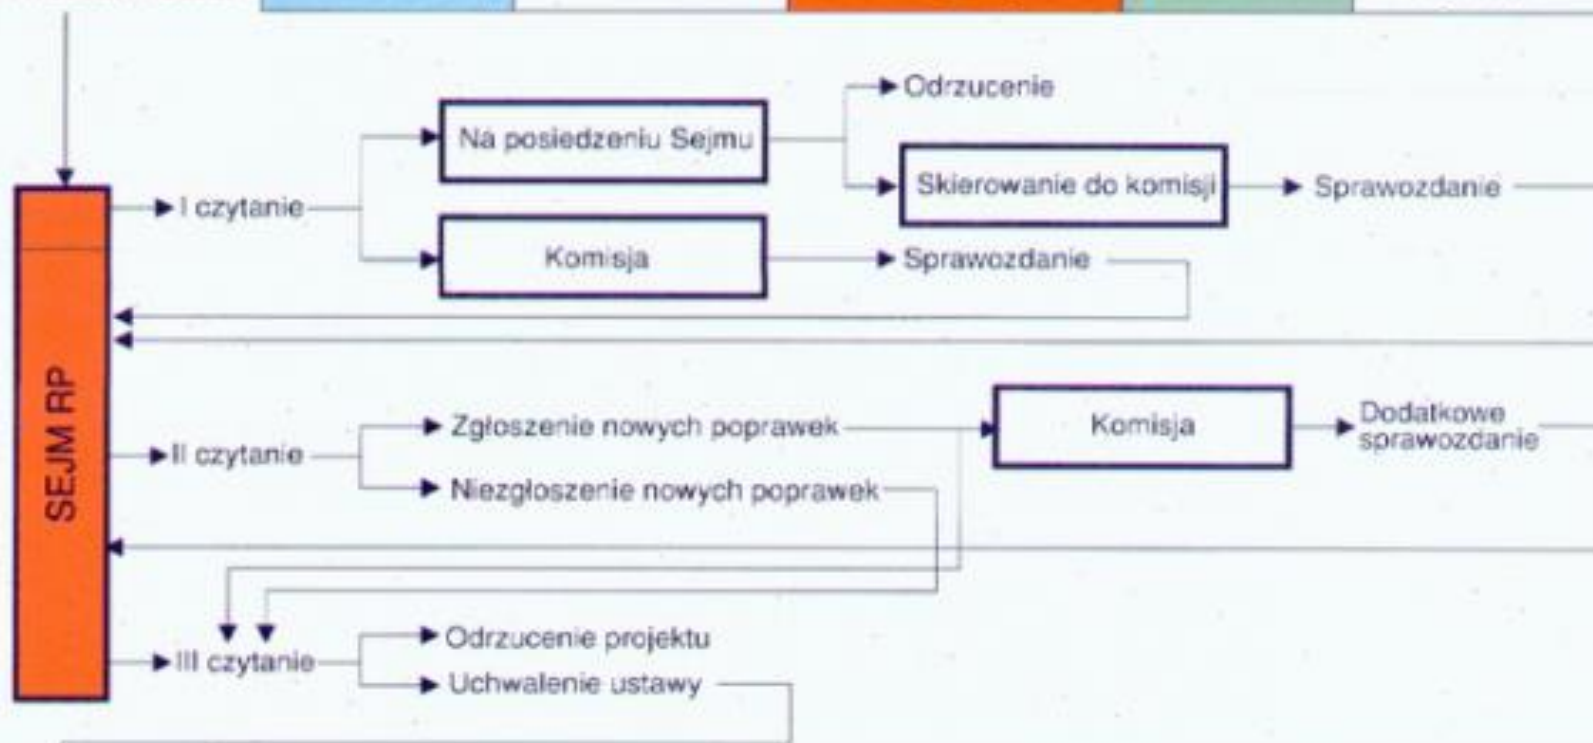 Odrzucenie
Na posiedzeniu Sejmu
Skierowanie do komisji
Sprawozdanie
I czytanie
Komisja
Sprawozdanie
SEJM RP
Zgłoszenie nowych poprawek
Komisja
Dodatkowe
sprawozdanie
II czytanie
Niezgłoszenie nowych poprawek
Odrzucenie projektu
III czytanie
Uchwalenie ustawy